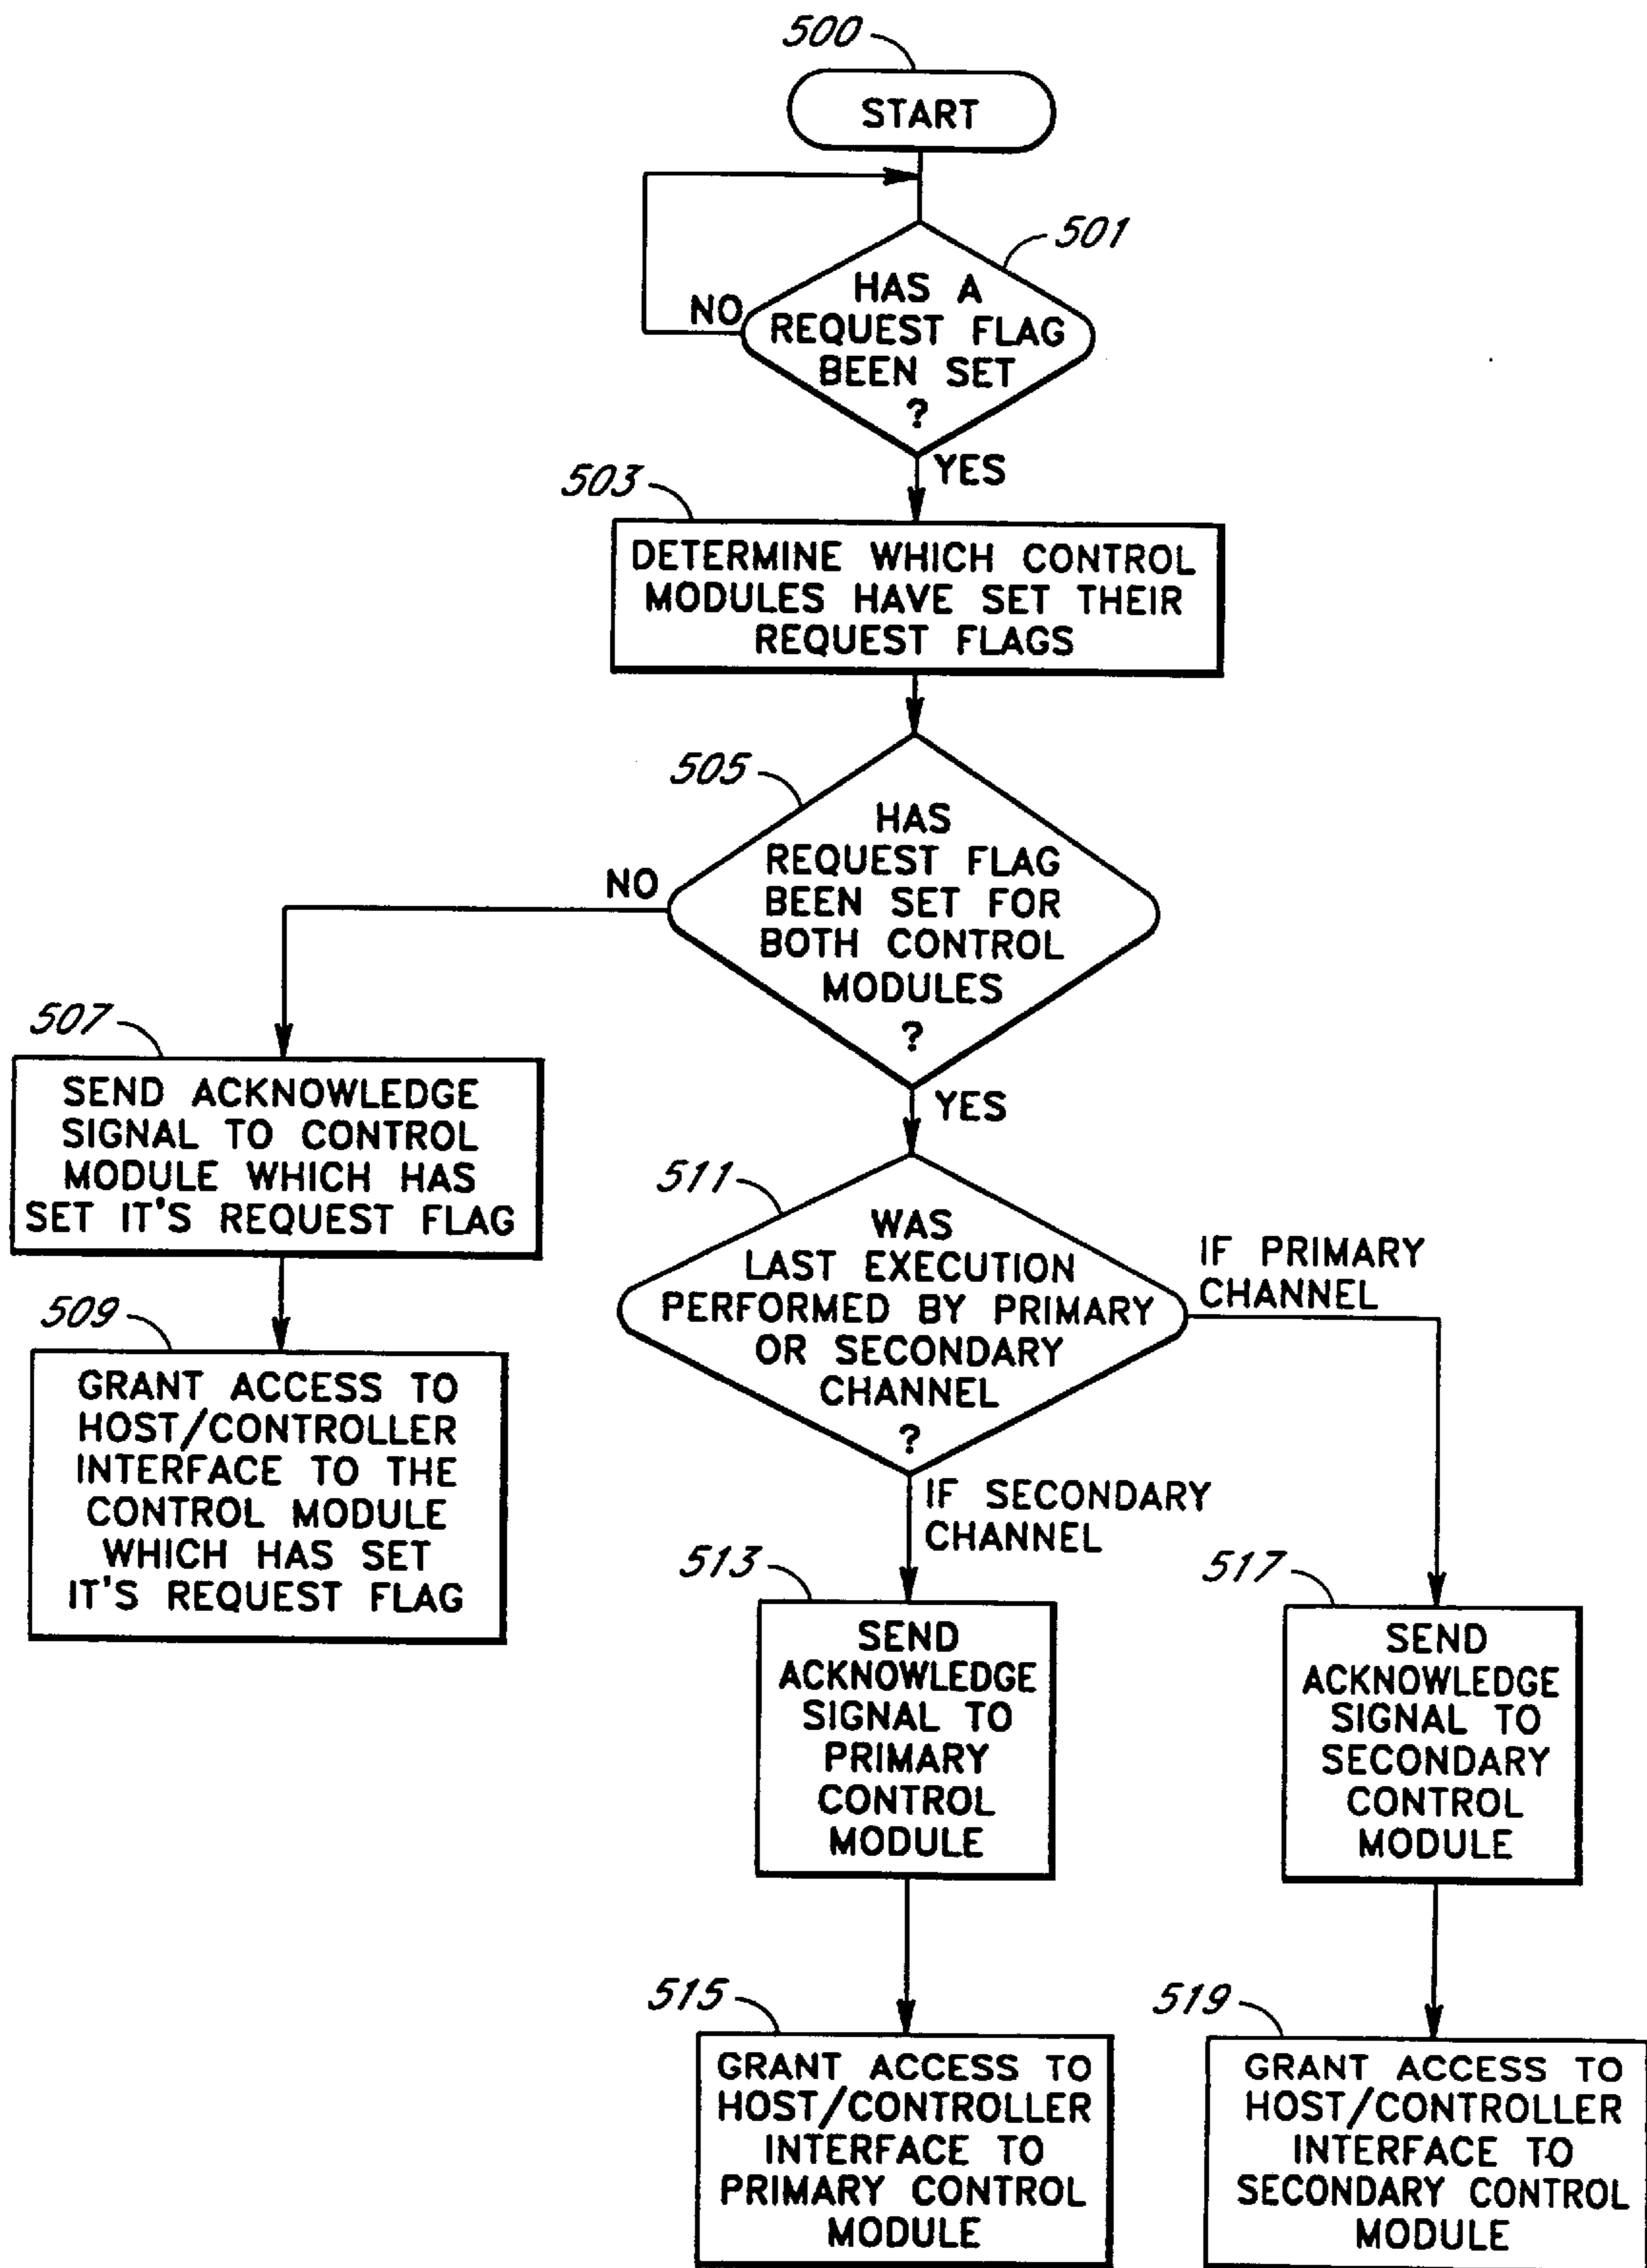 500
START
501
HAS A
REQUEST FLAG
BEEN SET
?
NO
YES
503
DETERMINE WHICH CONTROL
MODULES HAVE SET THEIR
REQUEST FLAGS
505
HAS
REQUEST FLAG
BEEN SET FOR
BOTH CONTROL
MODULES
?
NO
YES
507
SEND ACKNOWLEDGE
SIGNAL TO CONTROL
MODULE WHICH HAS
SET IT'S REQUEST FLAG
509
GRANT ACCESS TO
HOST/CONTROLLER
INTERFACE TO THE
CONTROL MODULE
WHICH HAS SET
IT'S REQUEST FLAG
511
WAS
LAST EXECUTION
PERFORMED BY PRIMARY
OR SECONDARY
CHANNEL
?
IF PRIMARY
CHANNEL
IF SECONDARY
CHANNEL
513
SEND
ACKNOWLEDGE
SIGNAL TO
PRIMARY
CONTROL
MODULE
517
SEND
ACKNOWLEDGE
SIGNAL TO
SECONDARY
CONTROL
MODULE
515
GRANT ACCESS TO
HOST/CONTROLLER
INTERFACE TO
PRIMARY CONTROL
MODULE
519
GRANT ACCESS TO
HOST/CONTROLLER
INTERFACE TO
SECONDARY CONTROL
MODULE